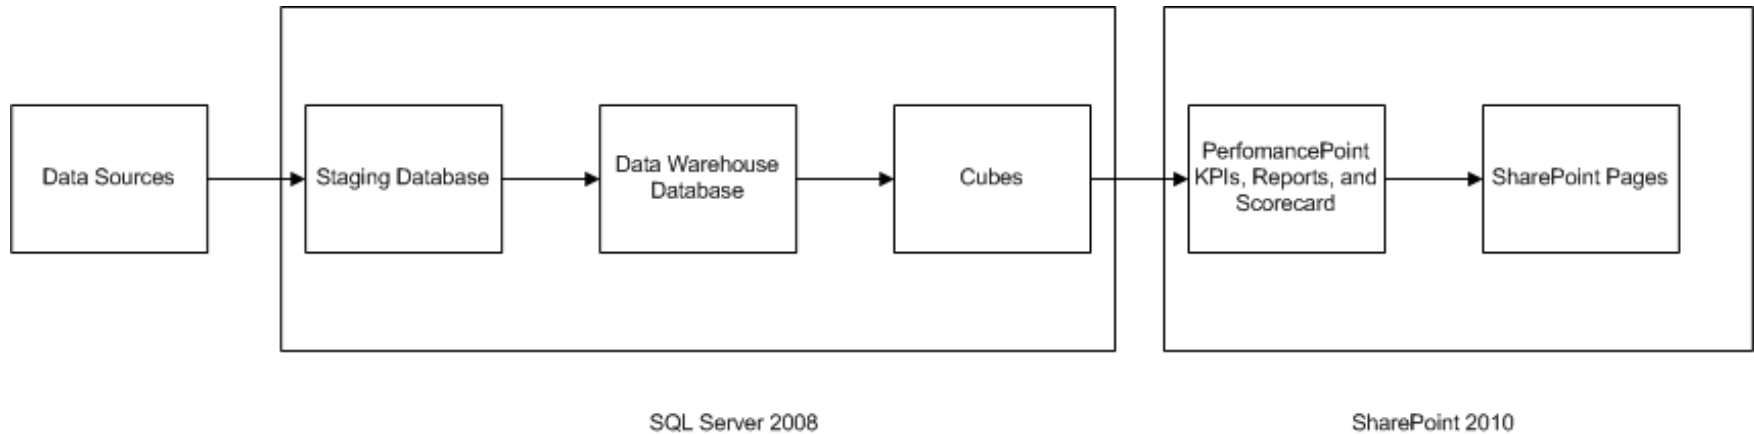 Data Sources
Staging Database
Data Warehouse
Database
Cubes
PerfomancePoint
KPIs, Reports, and
Scorecard
SharePoint Pages
SQL Server 2008
SharePoint 2010